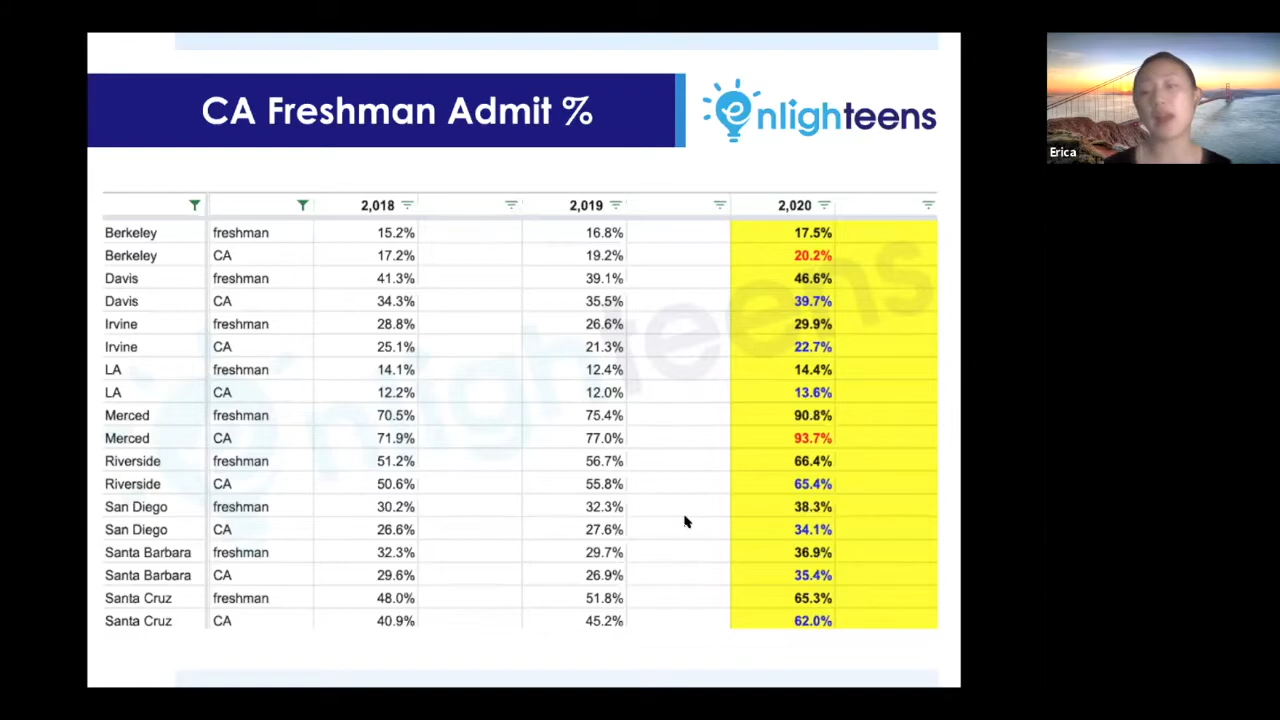 CA Freshman Admit %
enlighteens
Erica
2,018 2,019 2,020
Berkeley freshman 15.2% 16.8% 17.5%
Berkeley CA 17.2% 19.2% 20.2%
Davis freshman 41.3% 39.1% 46.6%
Davis CA 34.3% 35.5% 39.7%
Irvine freshman 28.8% 26.6% 29.9%
Irvine CA 25.1% 21.3% 22.7%
LA freshman 14.1% 12.4% 14.4%
LA CA 12.2% 12.0% 13.6%
Merced freshman 70.5% 75.4% 90.8%
Merced CA 71.9% 77.0% 93.7%
Riverside freshman 51.2% 56.7% 66.4%
Riverside CA 50.6% 55.8% 65.4%
San Diego freshman 30.2% 32.3% 38.3%
San Diego CA 26.6% 27.6% 34.1%
Santa Barbara freshman 32.3% 29.7% 36.9%
Santa Barbara CA 29.6% 26.9% 35.4%
Santa Cruz freshman 48.0% 51.8% 65.3%
Santa Cruz CA 40.9% 45.2% 62.0%
enlighteens